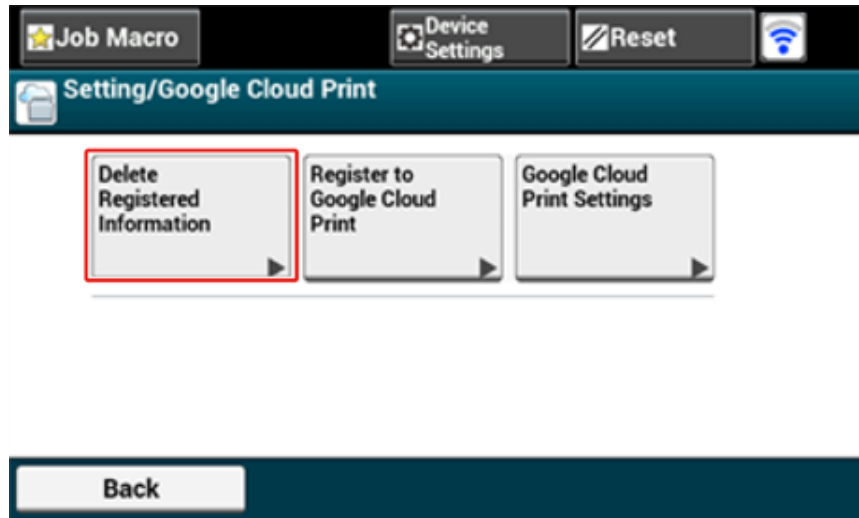 Job Macro
Device
Settings
Reset
Setting/Google Cloud Print
Delete
Registered
Information
Register to
Google Cloud
Print
Google Cloud
Print Settings
Back